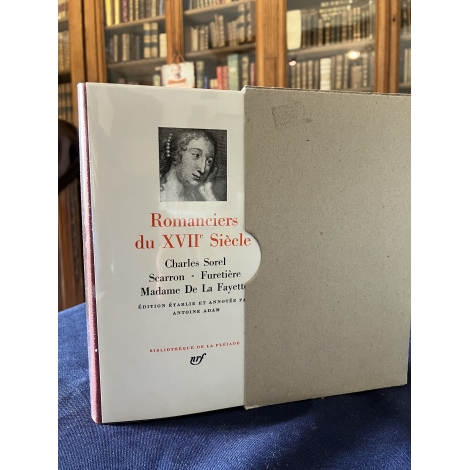 Romanciers
du XVIIe Siècle
Charles Sorel
Scarron • Furetière
Madame De La Fayette
ÉDITION ÉTABLIE ET ANNOTÉE PA
ANTOINE ADAM
BIBLIOTHÈQUE DE LA PLÉIADE
nrf